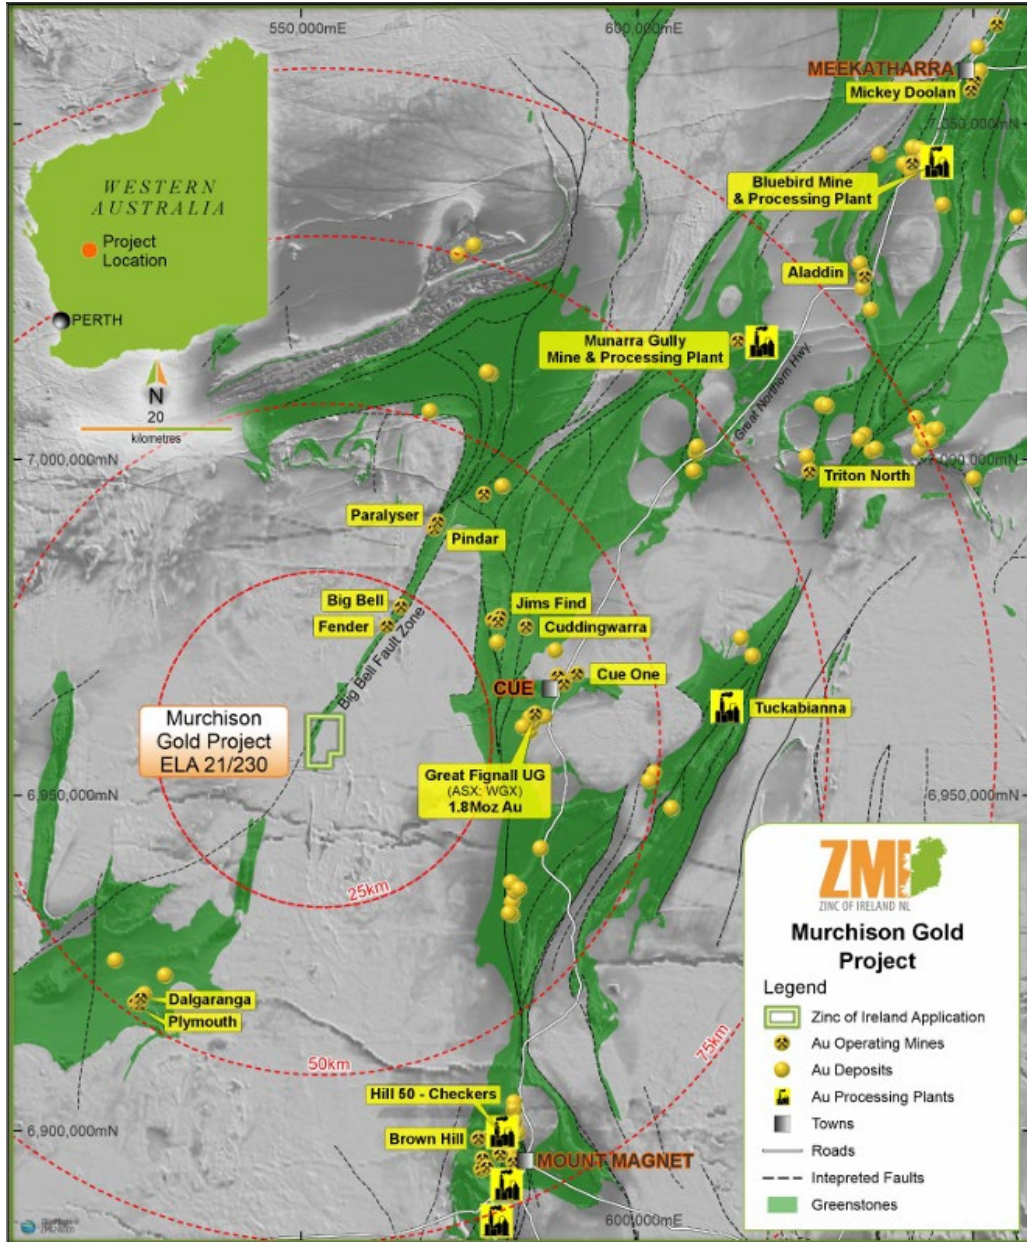 550,000mE
600,000mE
MEEKATHARRA
Mickey Doolan
7,050,000mN
Bluebird Mine
& Processing Plant
WESTERN
AUSTRALIA
Project
Location
PERTH
N
20
kilometres
Aladdin
Munarra Gully
Mine & Processing Plant
Great Northern Hwy
7,000,000mN
7,000,000mN
Triton North
Paralyser
Pindar
Big Bell
Fender
Big Bell Fault Zone
Jims Find
Cuddingwarra
CUE
Cue One
Tuckabianna
Murchison
Gold Project
ELA 21/230
Great Fignall UG
(ASX: WGX)
1.8Moz Au
6,950,000mN
6,950,000mN
25km
50km
75km
Dalgaranga
Plymouth
Hill 50 - Checkers
Brown Hill
6,900,000mN
MOUNT MAGNET
600,000mE
ZMI
ZINC OF IRELAND NL
Murchison Gold
Project
Legend
Zinc of Ireland Application
Au Operating Mines
Au Deposits
Au Processing Plants
Towns
Roads
Intepreted Faults
Greenstones